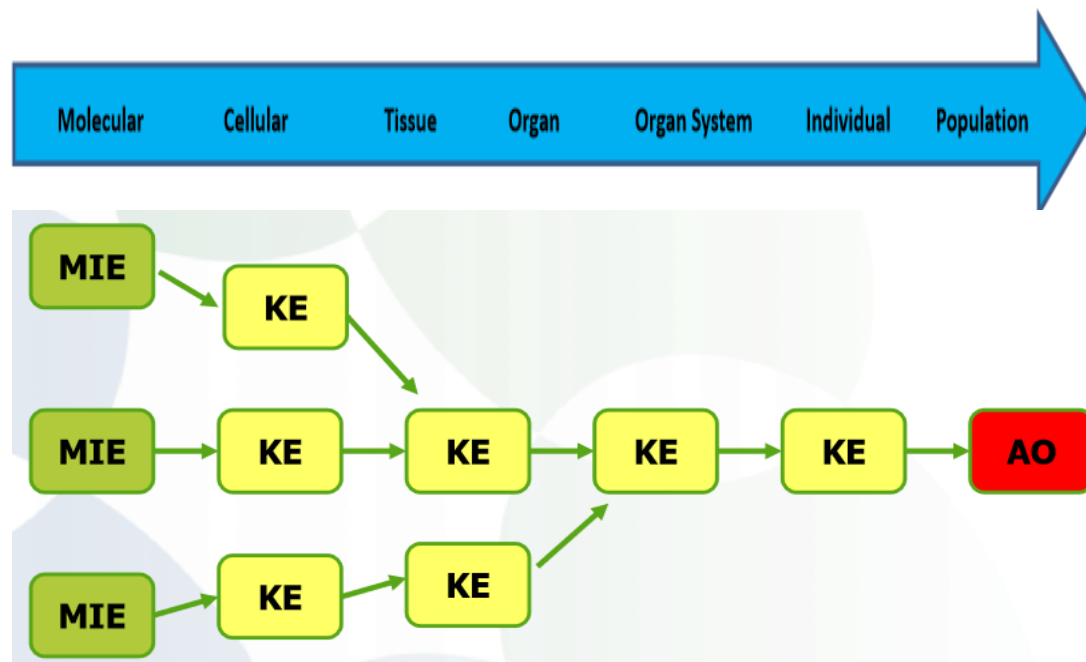 Molecular Cellular Tissue Organ Organ System Individual Population
MIE
KE
MIE KE KE KE KE AO
KE
KE
MIE